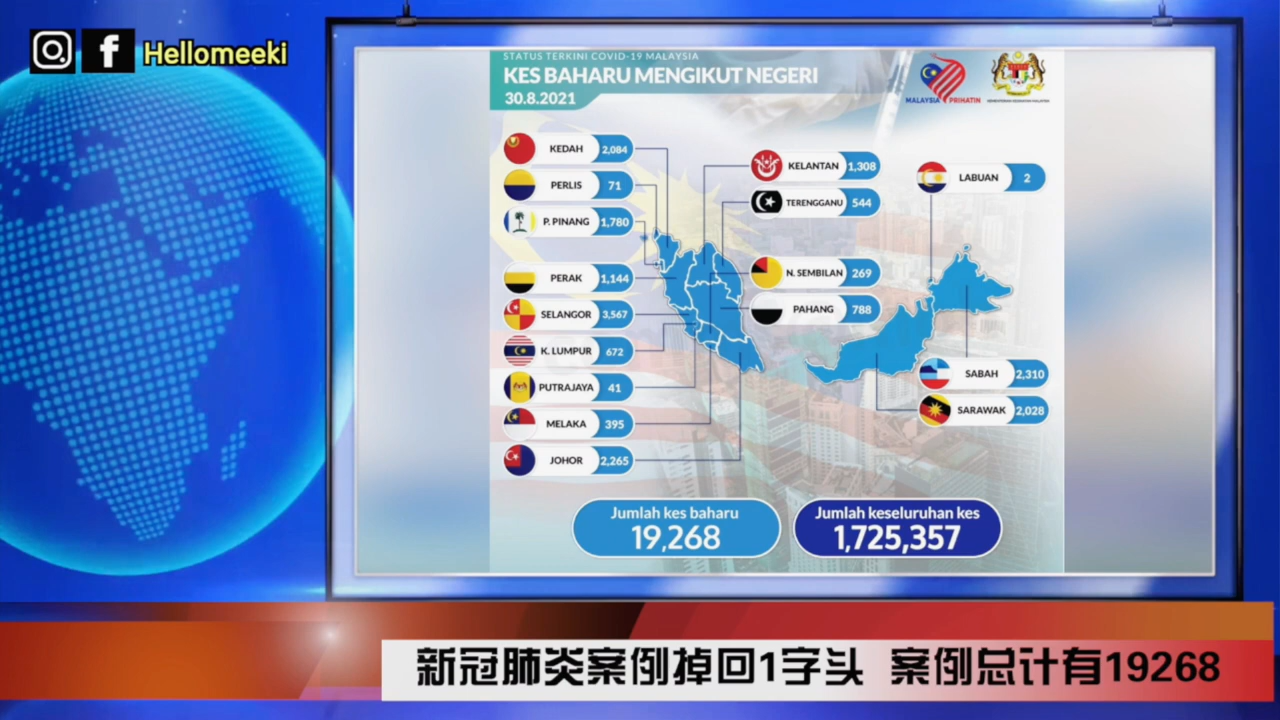 Hellomeeki
STATUS TERKINI COVID-19 MALAYSIA
KES BAHARU MENGIKUT NEGERI
30.8.2021
MALAYSIA PRIHATIN
KEMENTERIAN KESIHATAN MALAYSIA
KEDAH 2,084
PERLIS 71
P. PINANG 1,780
PERAK 1,144
SELANGOR 3,567
K. LUMPUR 672
PUTRAJAYA 41
MELAKA 395
JOHOR 2,265
KELANTAN 1,308
TERENGGANU 544
N. SEMBILAN 269
PAHANG 788
LABUAN 2
SABAH 2,310
SARAWAK 2,028
Jumlah kes baharu
19,268
Jumlah keseluruhan kes
1,725,357
新冠肺炎案例掉回1字头 案例总计有19268